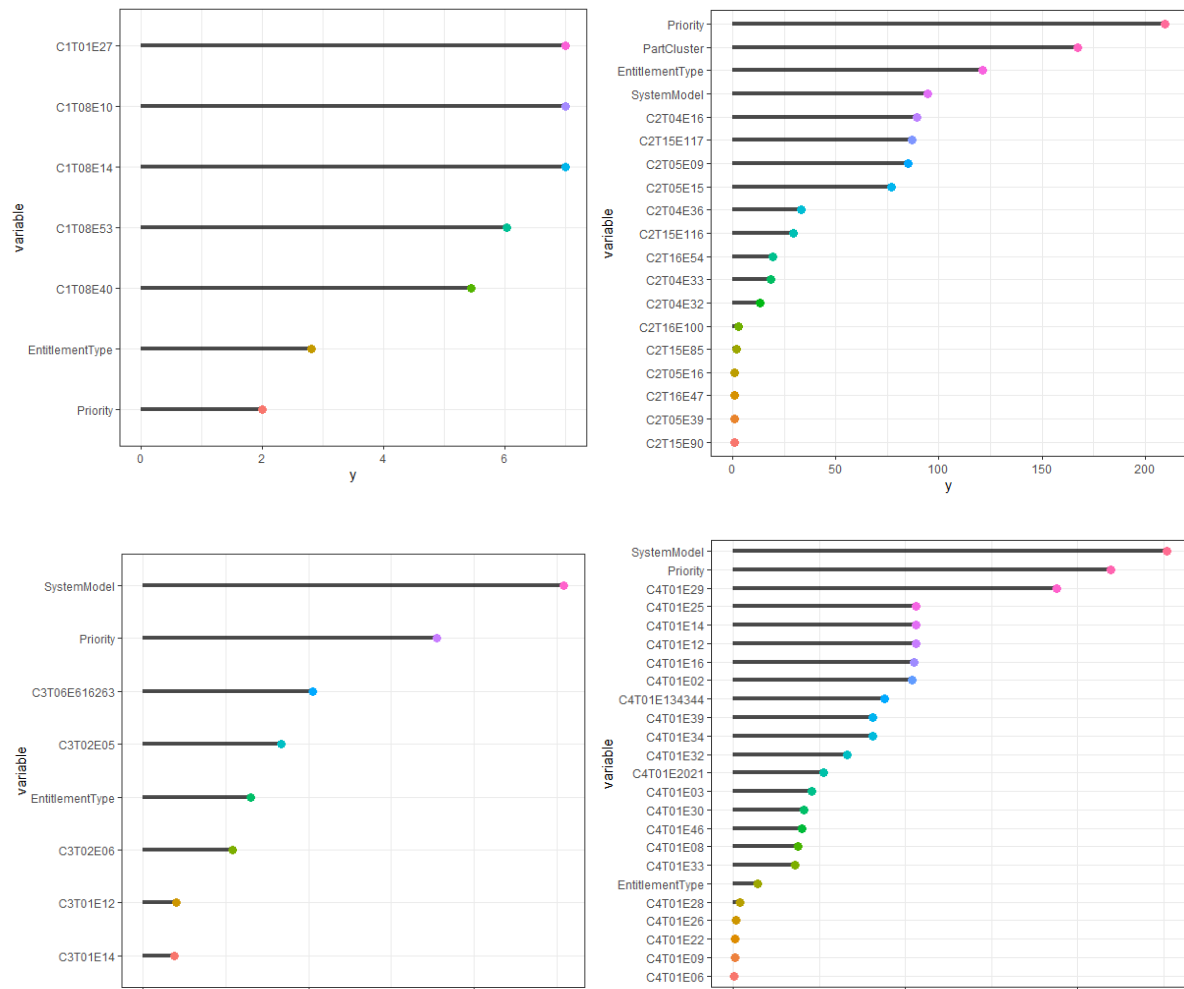 C1T01E27
C1T08E10
C1T08E14
C1T08E53
C1T08E40
EntitlementType
Priority
variable
0 2 4 6
y
Priority
PartCluster
EntitlementType
SystemModel
C2T04E16
C2T15E117
C2T05E09
C2T05E15
C2T04E36
C2T15E116
C2T16E54
C2T04E33
C2T04E32
C2T16E100
C2T15E85
C2T05E16
C2T16E47
C2T05E39
C2T15E90
variable
0 50 100 150 200
y
SystemModel
Priority
C3T06E616263
C3T02E05
EntitlementType
C3T02E06
C3T01E12
C3T01E14
variable
SystemModel
Priority
C4T01E29
C4T01E25
C4T01E14
C4T01E12
C4T01E16
C4T01E02
C4T01E134344
C4T01E39
C4T01E34
C4T01E32
C4T01E2021
C4T01E03
C4T01E30
C4T01E46
C4T01E08
C4T01E33
EntitlementType
C4T01E28
C4T01E26
C4T01E22
C4T01E09
C4T01E06
variable